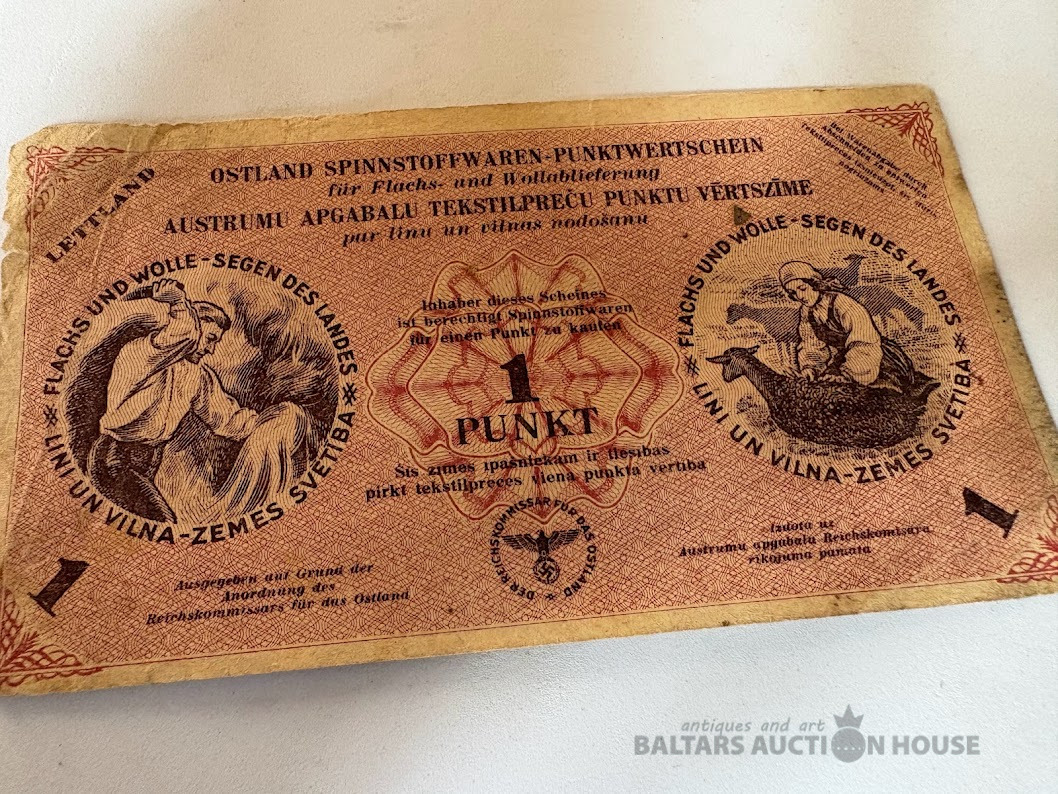 LETTLAND
OSTLAND SPINNSTOFFWAREN-PUNKTWERTSCHEIN
für Flachs- und Wollablieferung
AUSTRUMU APGABALU TEKSTILPREČU PUNKTU VĒRTSZĪME
par linu un vilnas nodošanu
FLACHS UND WOLLE-SEGEN DES LANDES
LINI UN VILNA-ZEMES SVĒTIBA
Inhaber dieses Scheines
ist berechtigt Spinnstoffwaren
für einen Punkt zu kaufen
1
PUNKT
Šis zīmes īpašniekam ir tiesības
pirkt tekstilpreces viena punkta vērtībā
FLACHS UND WOLLE-SEGEN DES LANDES
LINI UN VILNA-ZEMES SVĒTIBA
DER REICHSKOMMISSAR FÜR DAS OSTLAND
1
Ausgegeben auf Grund der
Anordnung des
Reichskommissars für das Ostland
Izdota uz
Austrumu apgabalu Reichskomisāra
rīkojuma pamata
1
antiques and art
BALTARS AUCTION HOUSE